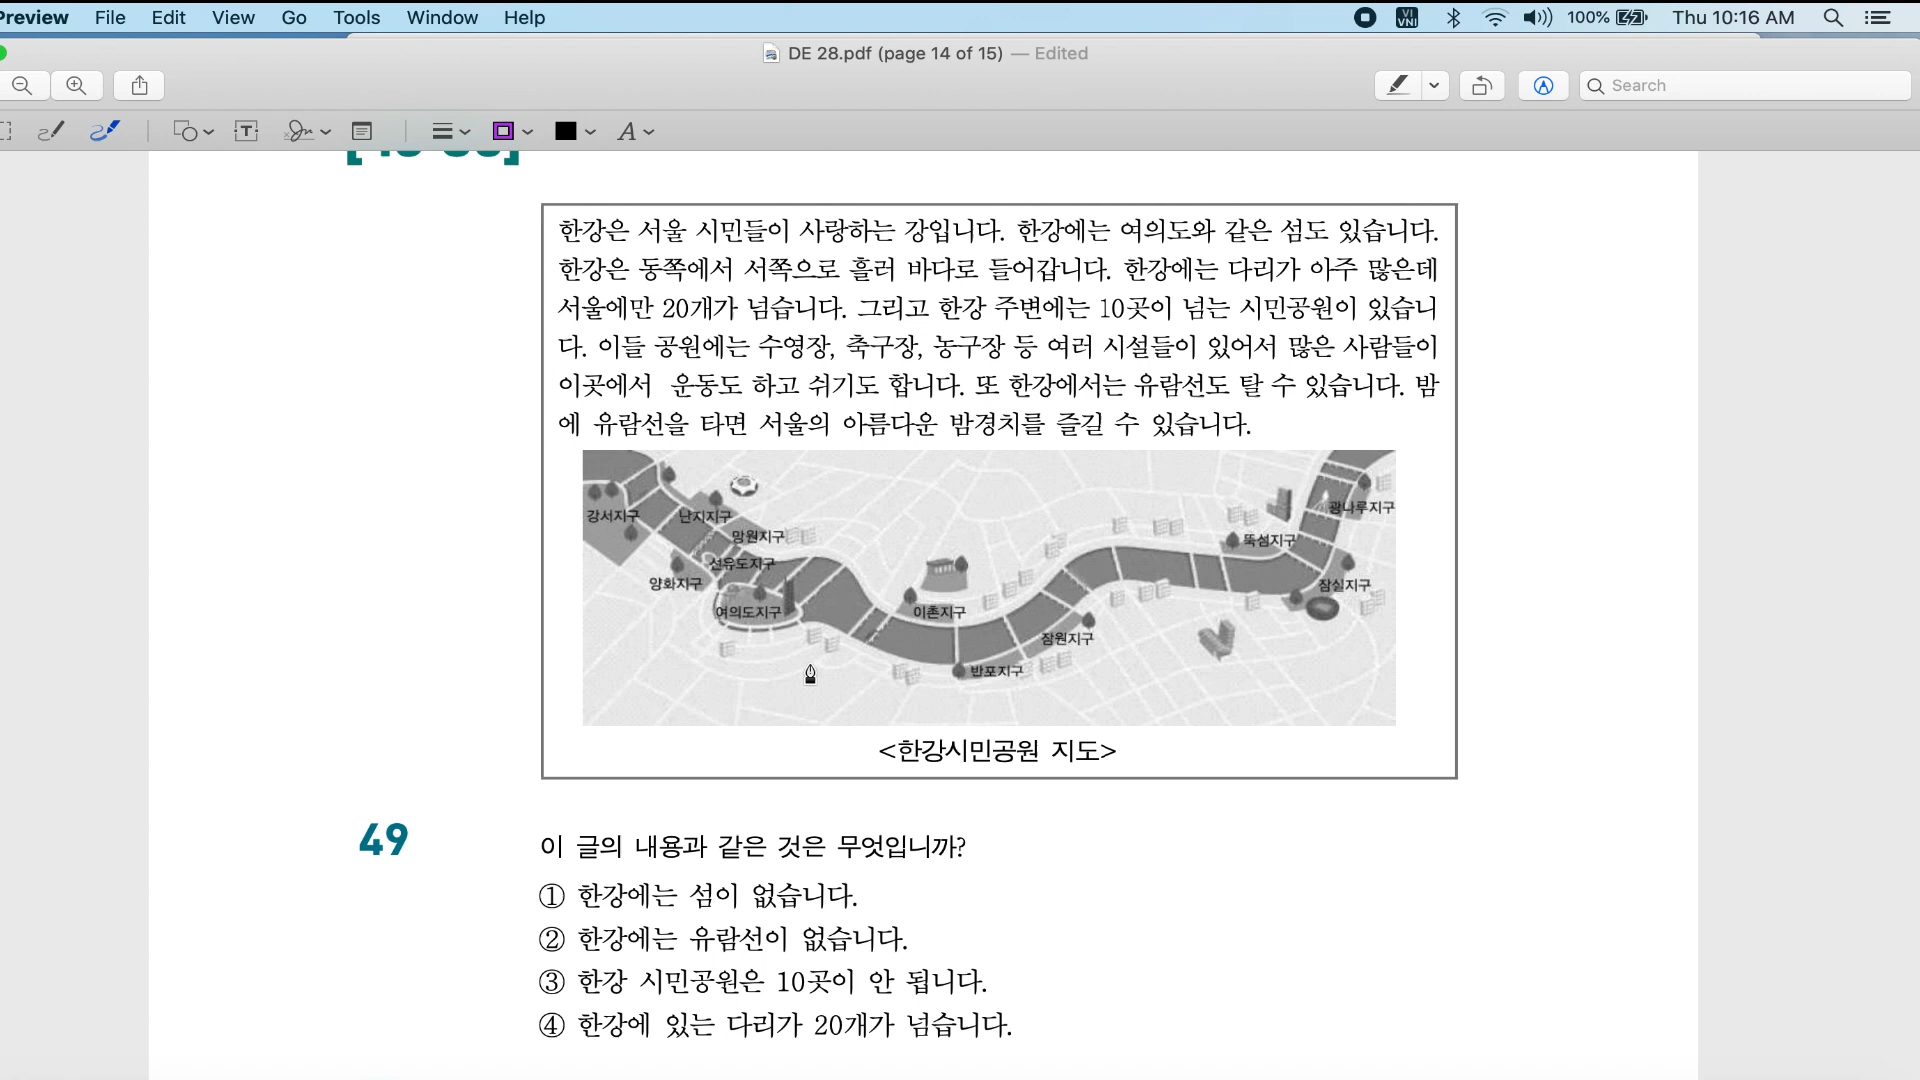 Preview File Edit View Go Tools Window Help
VI
VNI
100%
Thu 10:16 AM
DE 28.pdf (page 14 of 15) — Edited
Search
한강은 서울 시민들이 사랑하는 강입니다. 한강에는 여의도와 같은 섬도 있습니다.
한강은 동쪽에서 서쪽으로 흘러 바다로 들어갑니다. 한강에는 다리가 아주 많은데
서울에만 20개가 넘습니다. 그리고 한강 주변에는 10곳이 넘는 시민공원이 있습니
다. 이들 공원에는 수영장, 축구장, 농구장 등 여러 시설들이 있어서 많은 사람들이
이곳에서 운동도 하고 쉬기도 합니다. 또 한강에서는 유람선도 탈 수 있습니다. 밤
에 유람선을 타면 서울의 아름다운 밤경치를 즐길 수 있습니다.
강서지구
난지지구
망원지구
선유도지구
양화지구
여의도지구
이촌지구
반포지구
잠원지구
뚝섬지구
광나루지구
잠실지구
<한강시민공원 지도>
49
이 글의 내용과 같은 것은 무엇입니까?
① 한강에는 섬이 없습니다.
② 한강에는 유람선이 없습니다.
③ 한강 시민공원은 10곳이 안 됩니다.
④ 한강에 있는 다리가 20개가 넘습니다.